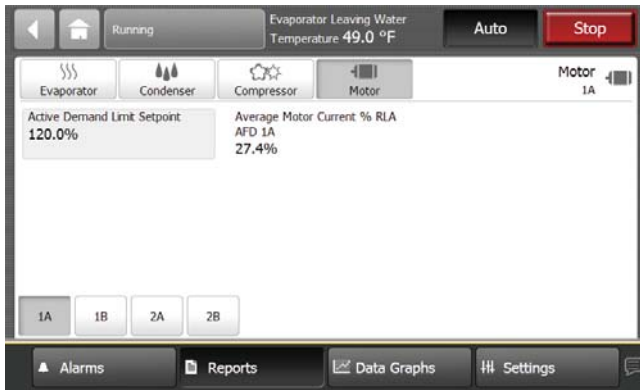 Running
Evaporator Leaving Water
Temperature 49.0 °F
Auto
Stop
Evaporator
Condenser
Compressor
Motor
Motor
1A
Active Demand Limit Setpoint
120.0%
Average Motor Current % RLA
AFD 1A
27.4%
1A
1B
2A
2B
Alarms
Reports
Data Graphs
Settings